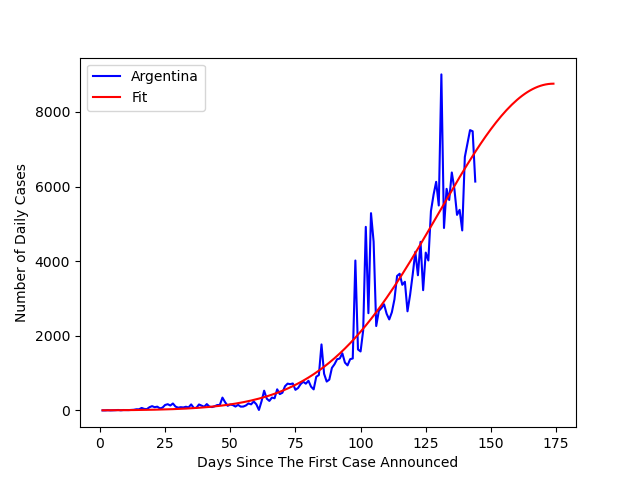 Argentina
Fit
Number of Daily Cases
8000
6000
4000
2000
0
0 25 50 75 100 125 150 175
Days Since The First Case Announced